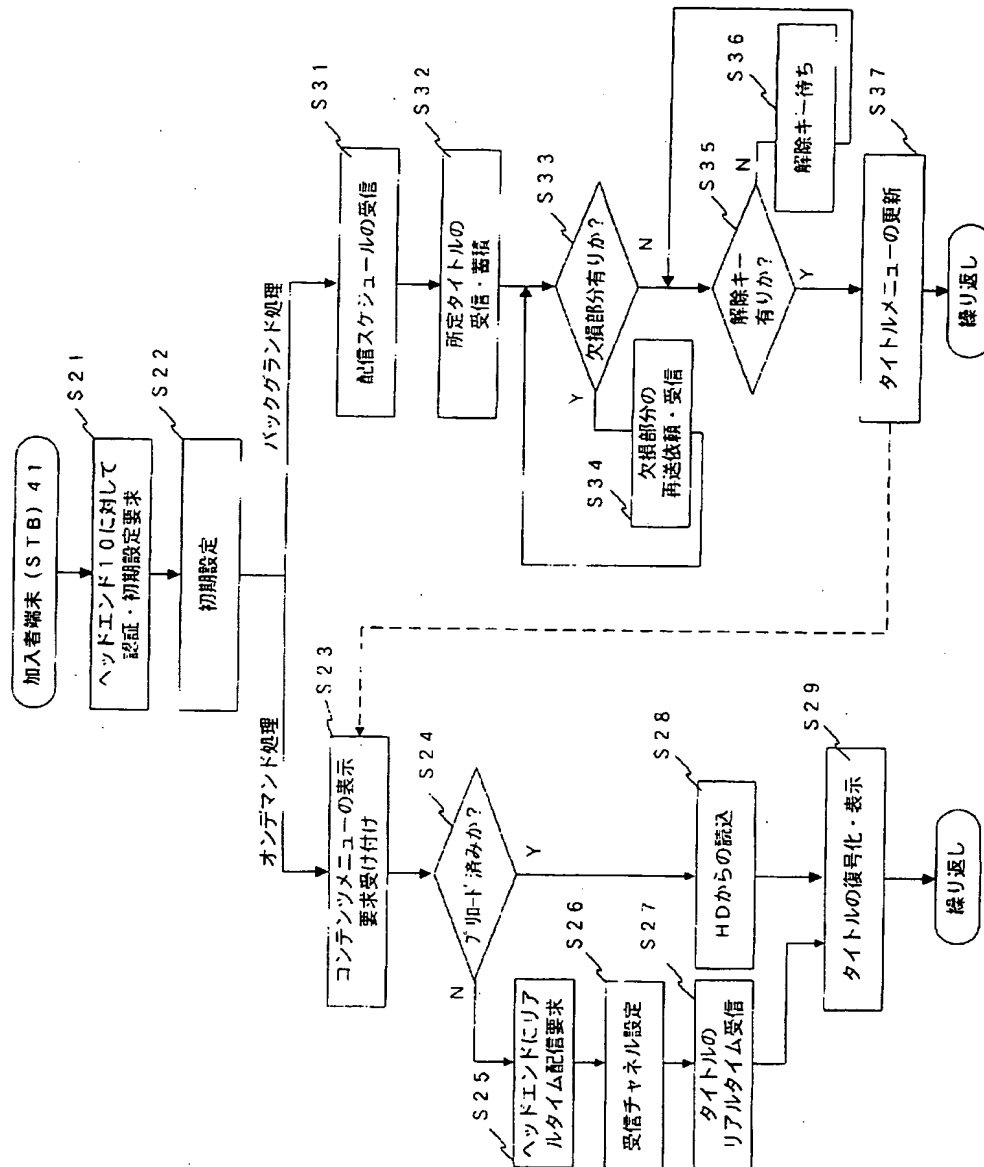 加入者端末(STB)41
S21
ヘッドエンド10に対して
認証・初期設定要求
S22
初期設定
オンデマンド処理
バックグランド処理
S23
コンテンツメニューの表示
要求受け付け
S24
プリロード済みか?
N
Y
S25
ヘッドエンドにリア
ルタイム配信要求
S26
受信チャネル設定
S27
タイトルの
リアルタイム受信
S28
HDからの読込
S29
タイトルの復号化・表示
繰り返し
S31
配信スケジュールの受信
S32
所定タイトルの
受信・蓄積
S33
欠損部分有りか?
Y
N
S34
欠損部分の
再送依頼・受信
S35
解除キー
有りか?
N
Y
S36
解除キー待ち
S37
タイトルメニューの更新
繰り返し